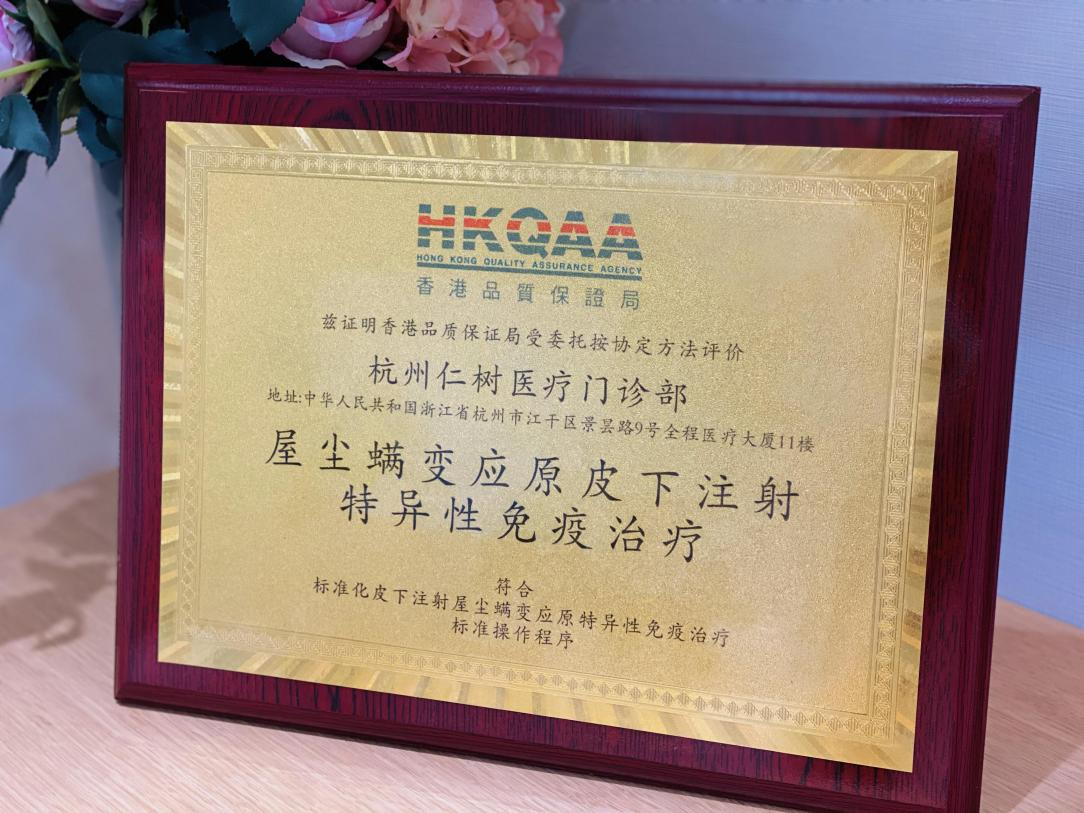 HKQAA
HONG KONG QUALITY ASSURANCE AGENCY
香港品質保證局
兹证明香港品质保证局受委托按协定方法评价
杭州仁树医疗门诊部
地址:中华人民共和国浙江省杭州市江干区景昙路9号全程医疗大厦11楼
屋尘螨变应原皮下注射
特异性免疫治疗
符合
标准化皮下注射屋尘螨变应原特异性免疫治疗
标准操作程序